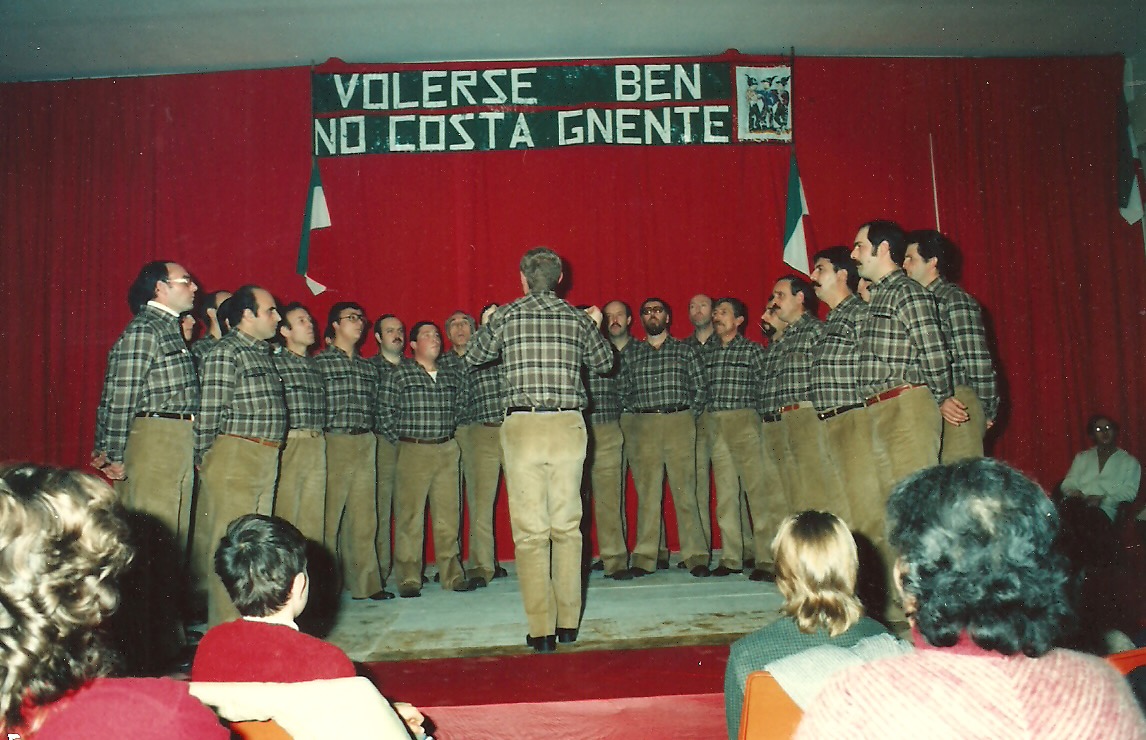 VOLERSE BEN
NO COSTA GNENTE